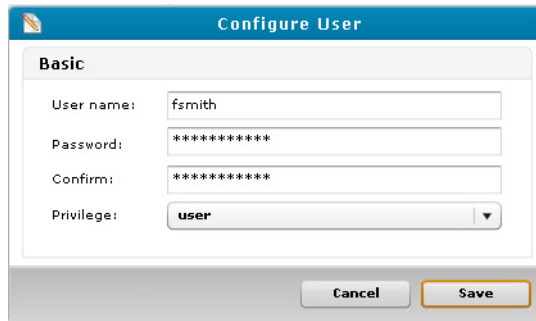 Configure User
Basic
User name: fsmith
Password: ***********
Confirm: ***********
Privilege: user
Cancel Save